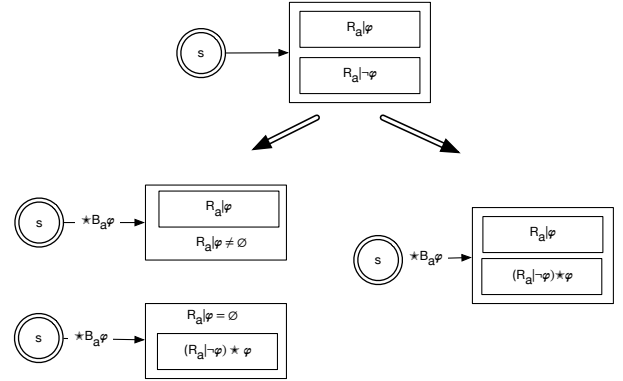 s
R_a|φ
R_a|¬φ
s ★B_aφ
R_a|φ
R_a|φ ≠ ∅
s ★B_aφ
R_a|φ
(R_a|¬φ)★φ
s ★B_aφ
R_a|φ = ∅
(R_a|¬φ) ★ φ